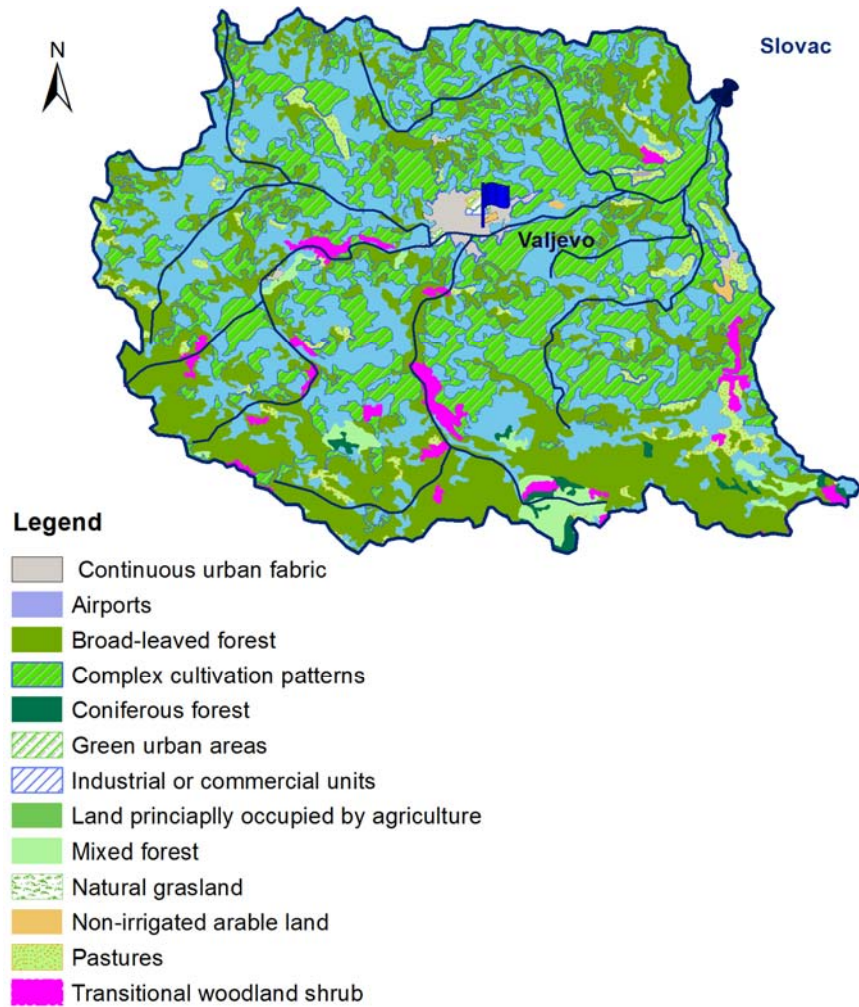 N
Slovac
Valjevo
Legend
Continuous urban fabric
Airports
Broad-leaved forest
Complex cultivation patterns
Coniferous forest
Green urban areas
Industrial or commercial units
Land princiaplly occupied by agriculture
Mixed forest
Natural grasland
Non-irrigated arable land
Pastures
Transitional woodland shrub